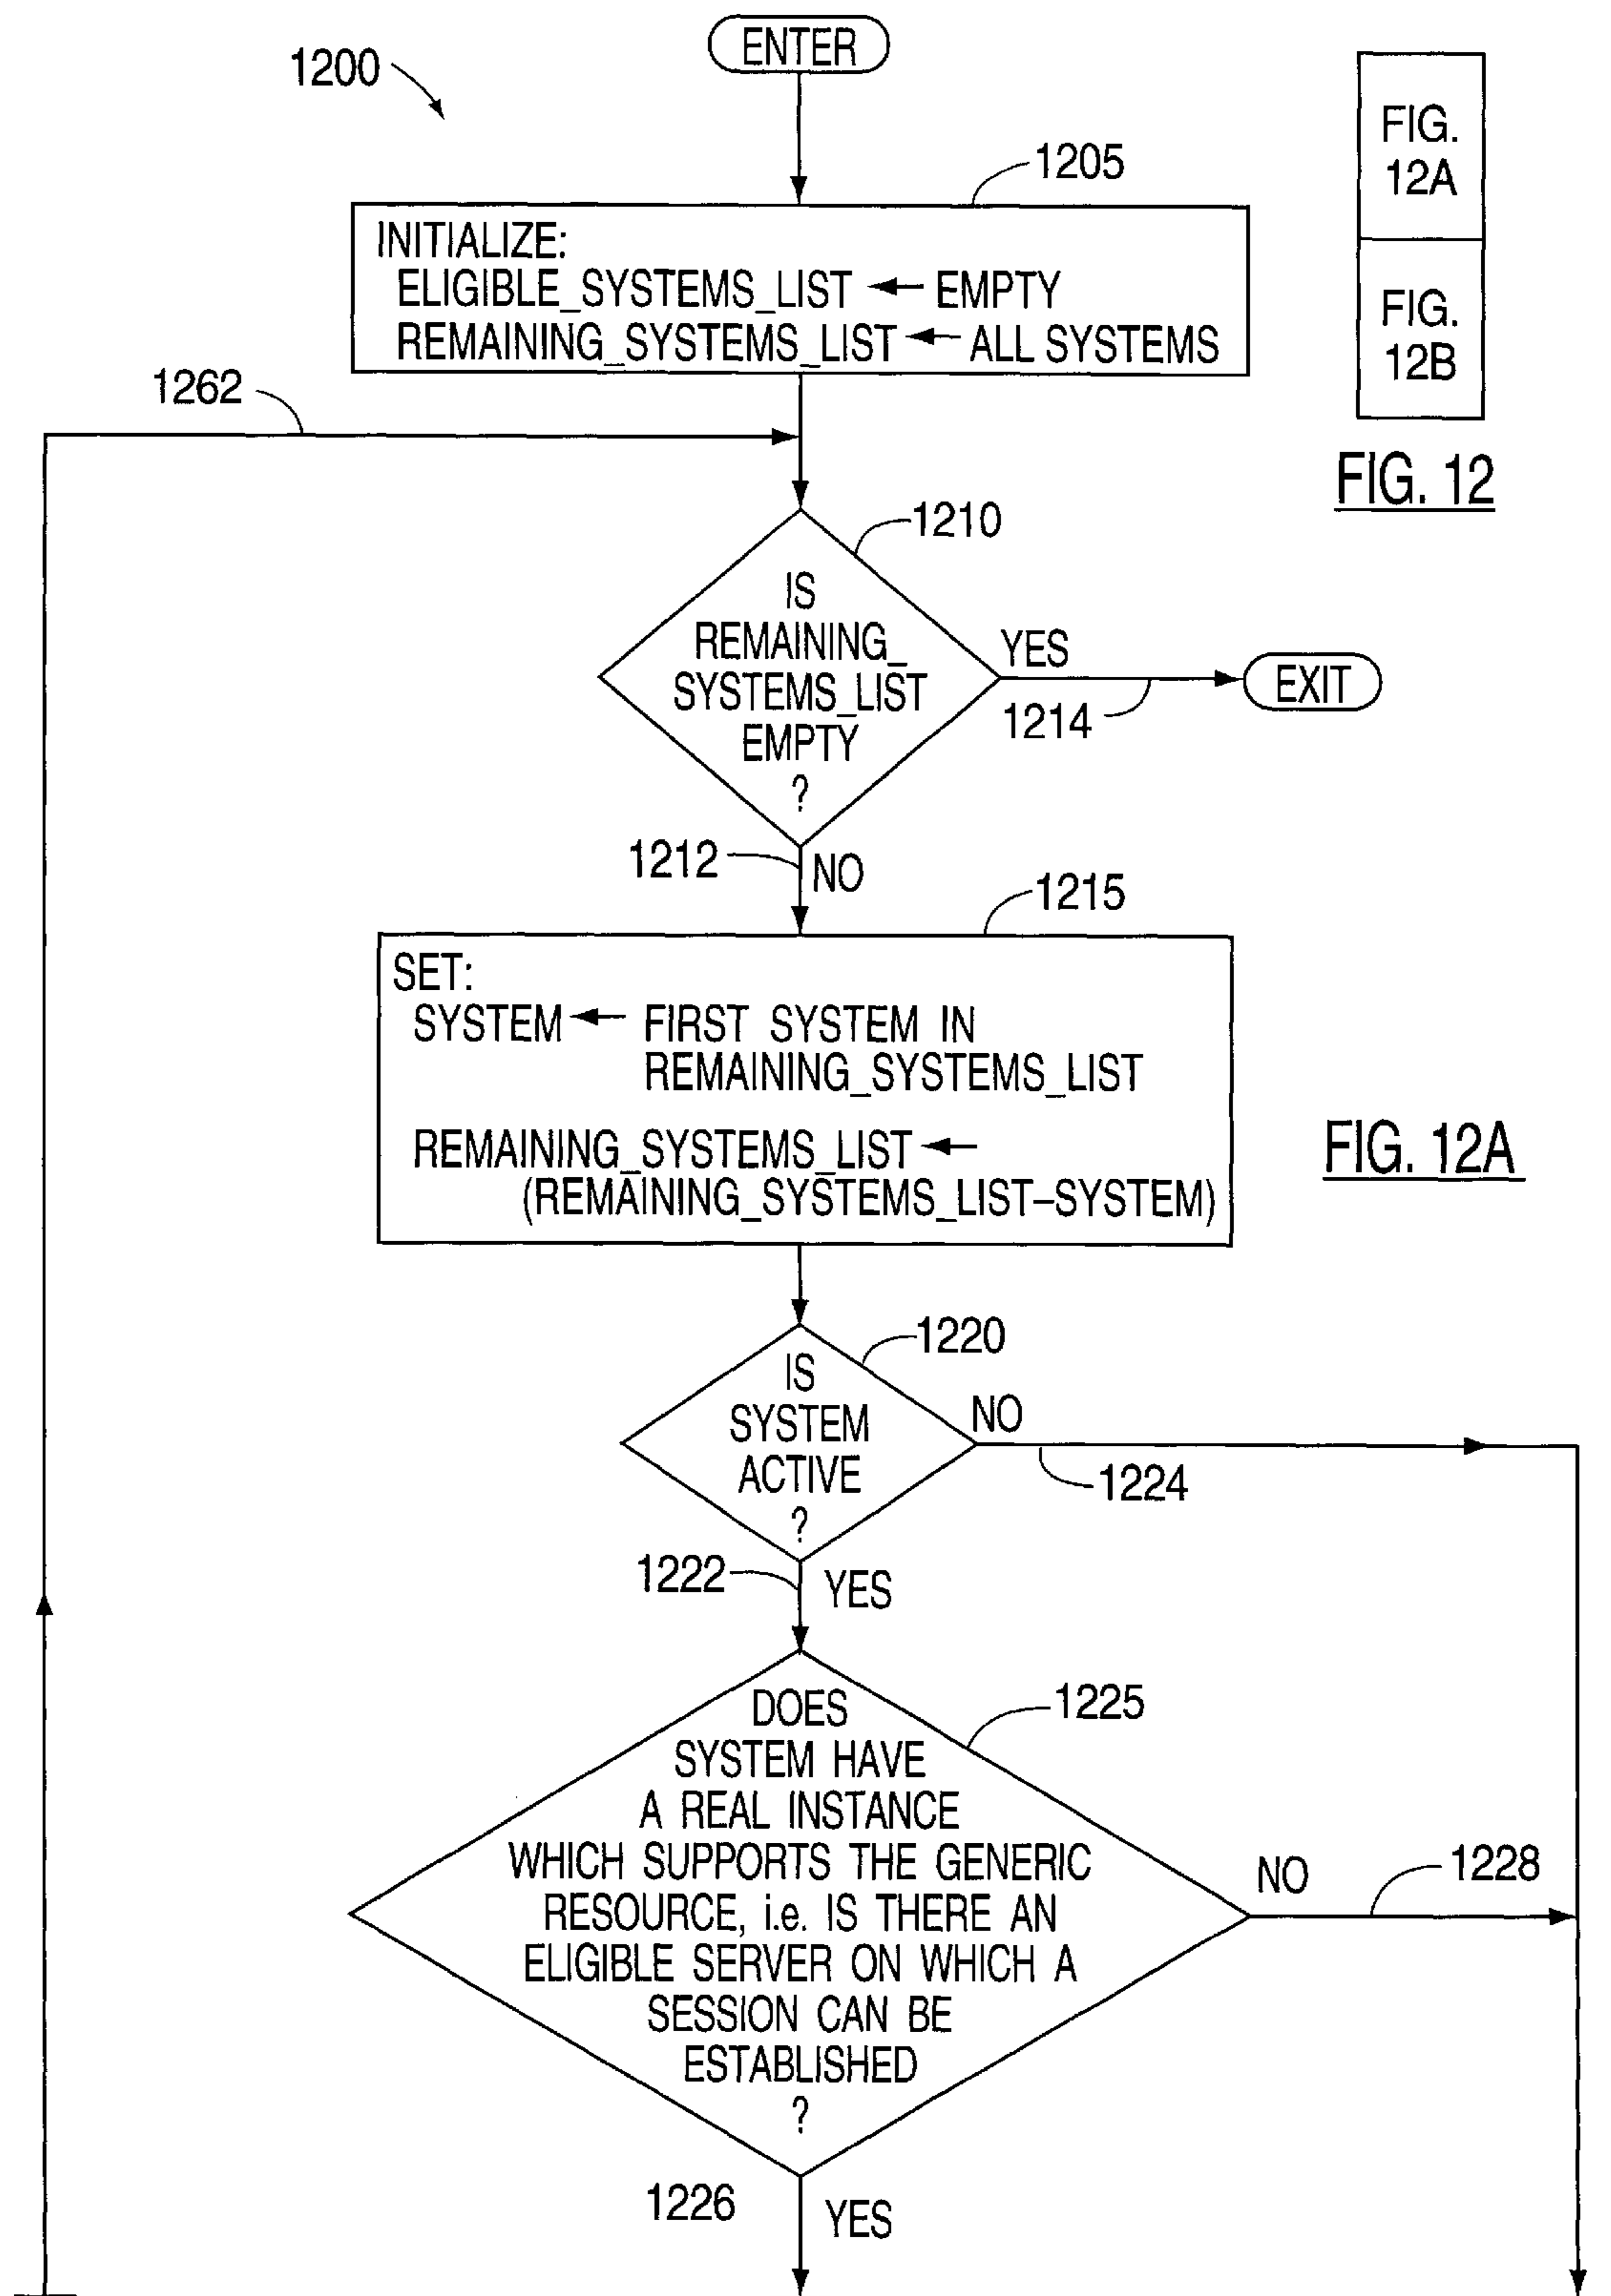 ENTER
1200
FIG.
12A
FIG.
12B
FIG. 12
1205
INITIALIZE:
ELIGIBLE_SYSTEMS_LIST ← EMPTY
REMAINING_SYSTEMS_LIST ← ALL SYSTEMS
1262
1210
IS
REMAINING_
SYSTEMS_LIST
EMPTY
?
YES
1214
EXIT
1212
NO
1215
SET:
SYSTEM ← FIRST SYSTEM IN
REMAINING_SYSTEMS_LIST
REMAINING_SYSTEMS_LIST ←
(REMAINING_SYSTEMS_LIST–SYSTEM)
FIG. 12A
1220
IS
SYSTEM
ACTIVE
?
NO
1224
1222
YES
1225
DOES
SYSTEM HAVE
A REAL INSTANCE
WHICH SUPPORTS THE GENERIC
RESOURCE, i.e. IS THERE AN
ELIGIBLE SERVER ON WHICH A
SESSION CAN BE
ESTABLISHED
?
NO
1228
1226
YES